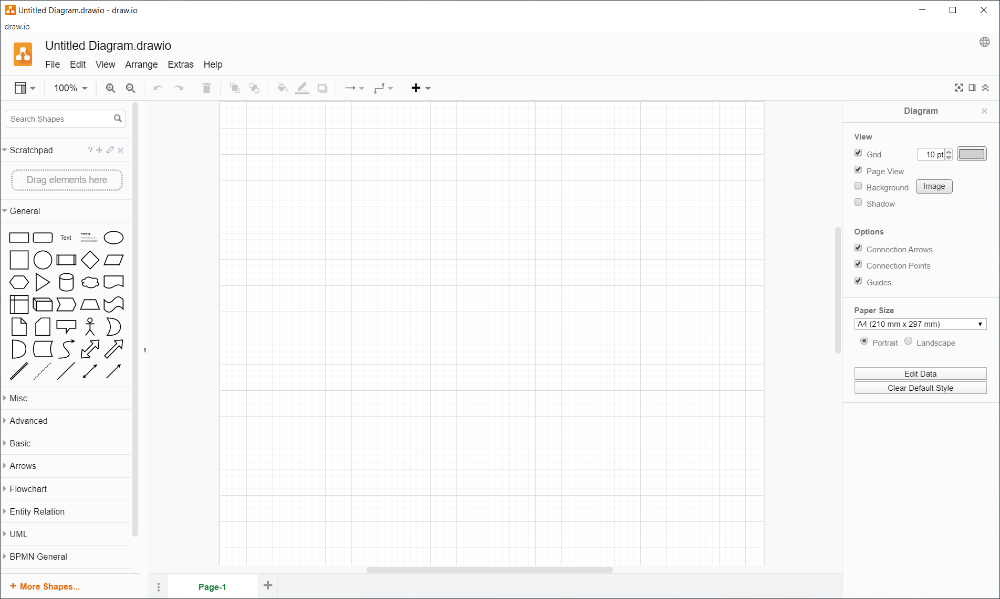 Untitled Diagram.drawio - draw.io
draw.io
Untitled Diagram.drawio
File Edit View Arrange Extras Help
100%
Search Shapes
Scratchpad ?
Drag elements here
General
Text
Heading
Misc
Advanced
Basic
Arrows
Flowchart
Entity Relation
UML
BPMN General
+ More Shapes...
Page-1
Diagram
View
Grid 10 pt
Page View
Background Image
Shadow
Options
Connection Arrows
Connection Points
Guides
Paper Size
A4 (210 mm x 297 mm)
Portrait Landscape
Edit Data
Clear Default Style